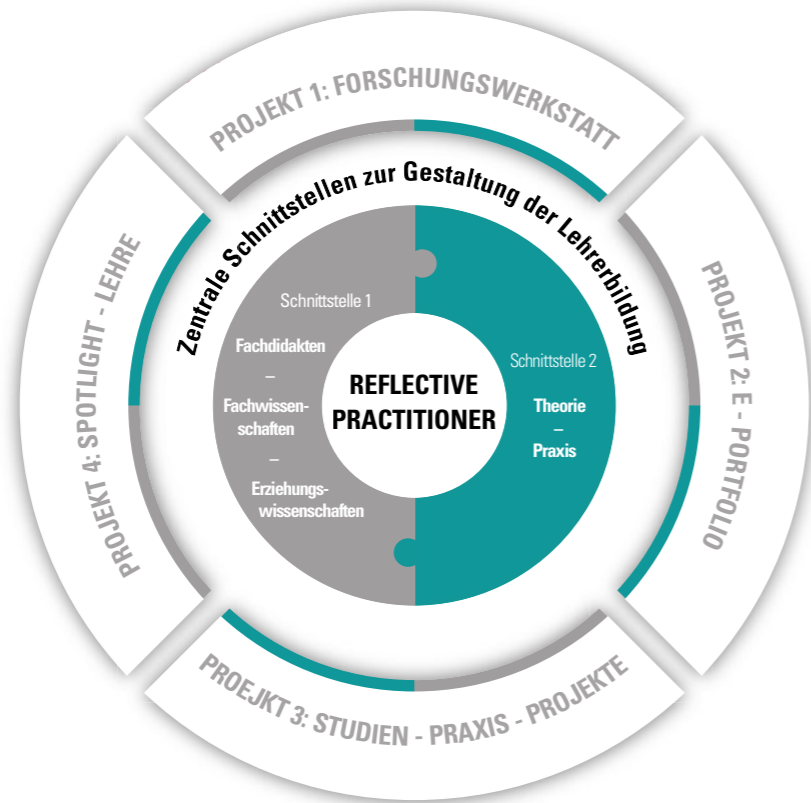 PROJEKT 1: FORSCHUNGSWERKSTATT
Zentrale Schnittstellen zur Gestaltung der Lehrerbildung
PROJEKT 4: SPOTLIGHT - LEHRE
PROJEKT 2: E - PORTFOLIO
Schnittstelle 1
Fachdidakten
–
Fachwissen-
schaften
–
Erziehungs-
wissenschaften
REFLECTIVE
PRACTITIONER
Schnittstelle 2
Theorie
–
Praxis
PROEJKT 3: STUDIEN - PRAXIS - PROJEKTE